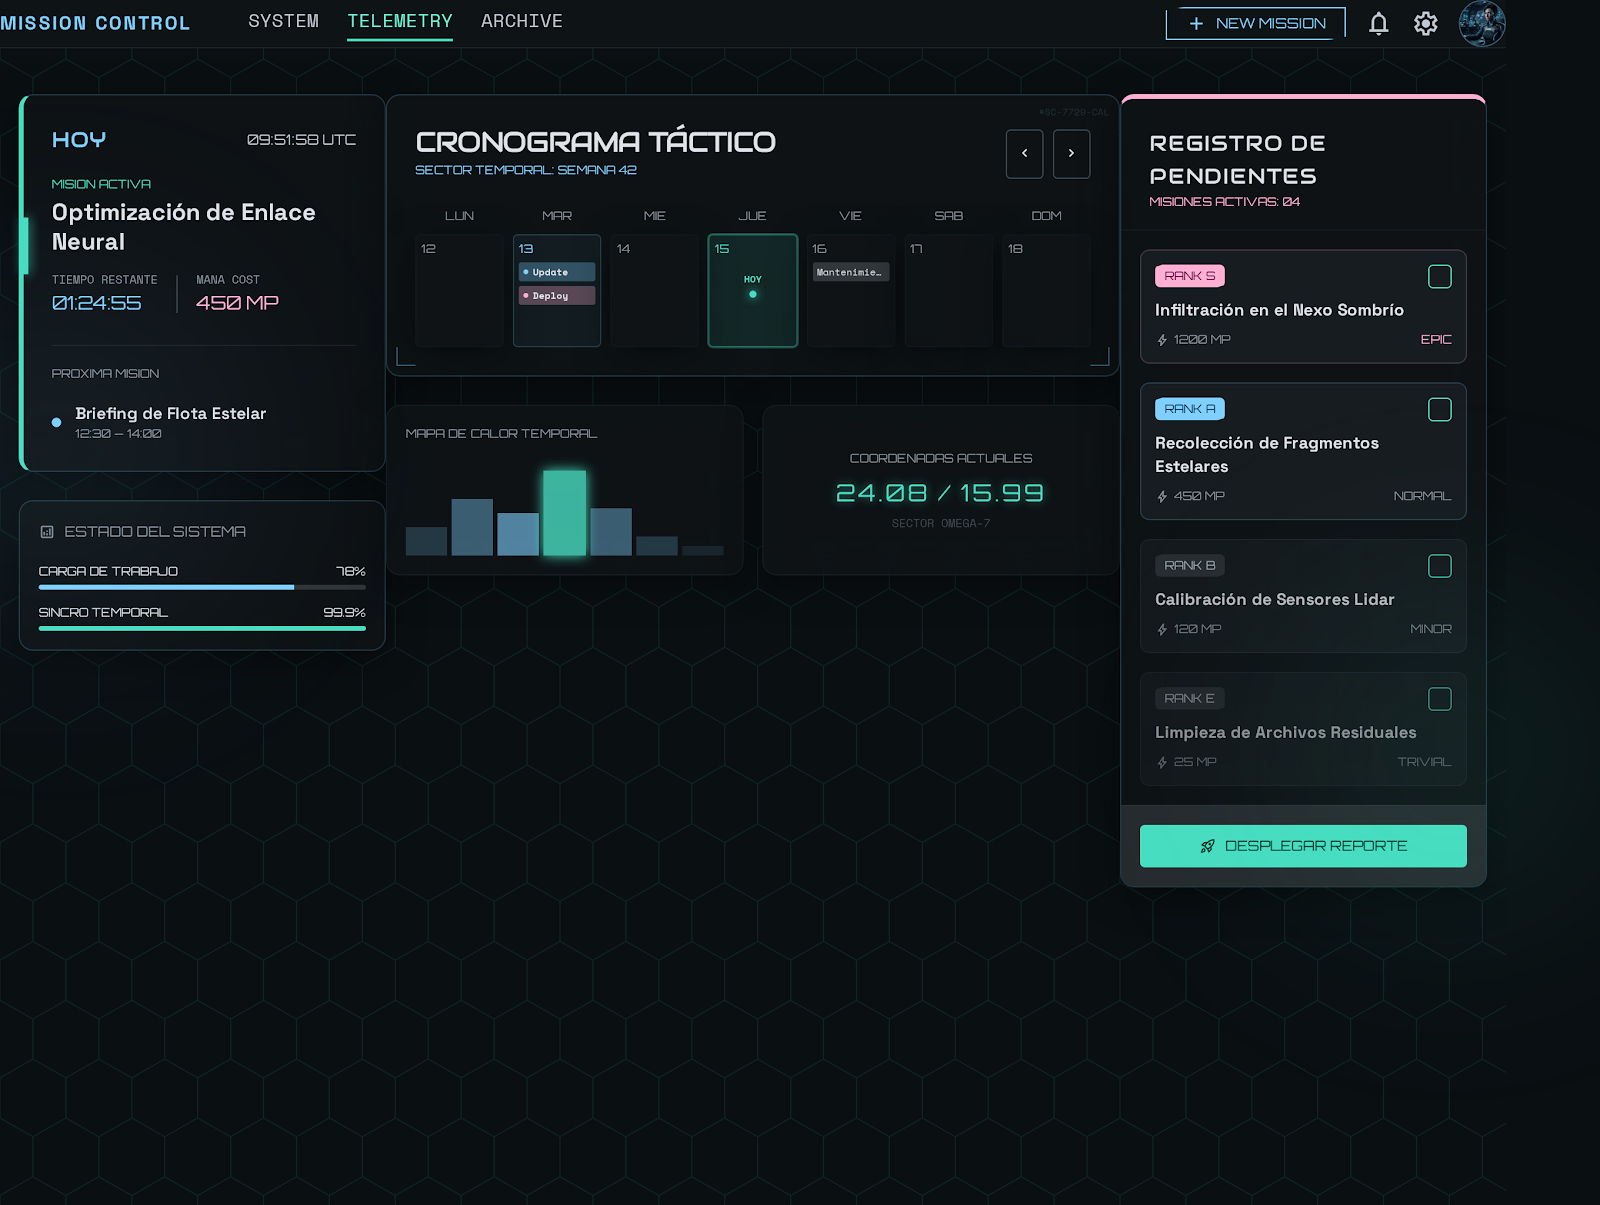 MISSION CONTROL
SYSTEM
TELEMETRY
ARCHIVE
NEW MISSION
HOY
09:51:58 UTC
MISION ACTIVA
Optimización de Enlace
Neural
TIEMPO RESTANTE
MANA COST
01:24:55
450 MP
PROXIMA MISION
Briefing de Flota Estelar
12:30 – 14:00
ESTADO DEL SISTEMA
CARGA DE TRABAJO
78%
SINCRO TEMPORAL
99.9%
#SC-7729-CAL
CRONOGRAMA TÁCTICO
SECTOR TEMPORAL: SEMANA 42
LUN
MAR
MIE
JUE
VIE
SAB
DOM
12
13
14
15
16
17
18
Update
Deploy
HOY
Mantenimie…
MAPA DE CALOR TEMPORAL
COORDENADAS ACTUALES
24.08 / 15.99
SECTOR OMEGA-7
REGISTRO DE
PENDIENTES
MISIONES ACTIVAS: 04
RANK S
Infiltración en el Nexo Sombrío
1200 MP
EPIC
RANK A
Recolección de Fragmentos
Estelares
450 MP
NORMAL
RANK B
Calibración de Sensores Lidar
120 MP
MINOR
RANK E
Limpieza de Archivos Residuales
25 MP
TRIVIAL
DESPLEGAR REPORTE